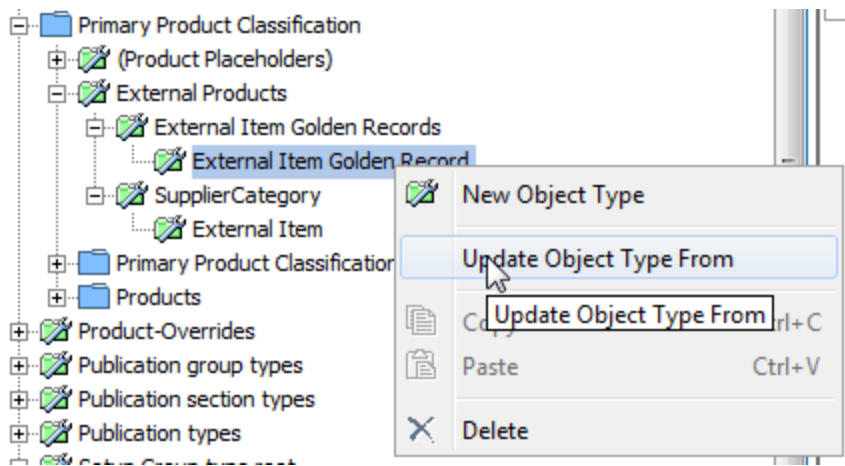 Primary Product Classification
(Product Placeholders)
External Products
External Item Golden Records
External Item Golden Record
SupplierCategory
External Item
Primary Product Classification
Products
Product-Overrides
Publication group types
Publication section types
Publication types
New Object Type
Update Object Type From
Update Object Type From
Paste Ctrl+V
Delete